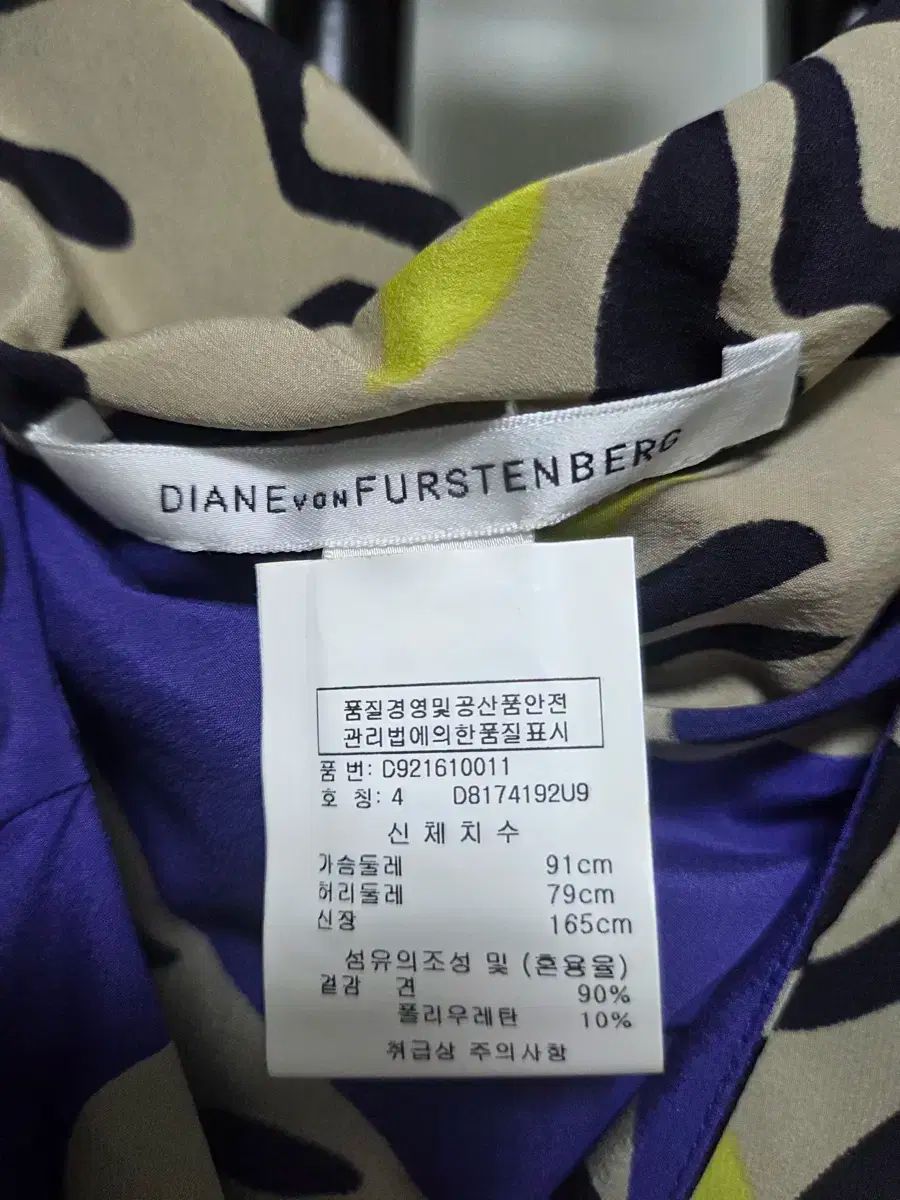 DIANE VON FURSTENBERG
품질경영및공산품안전
관리법에의한품질표시
품 번: D921610011
호 칭: 4 D8174192U9
신 체 치 수
가슴둘레 91cm
허리둘레 79cm
신장 165cm
섬유의조성 및 (혼용율)
겉감 견 90%
폴리우레탄 10%
취급상 주의사항